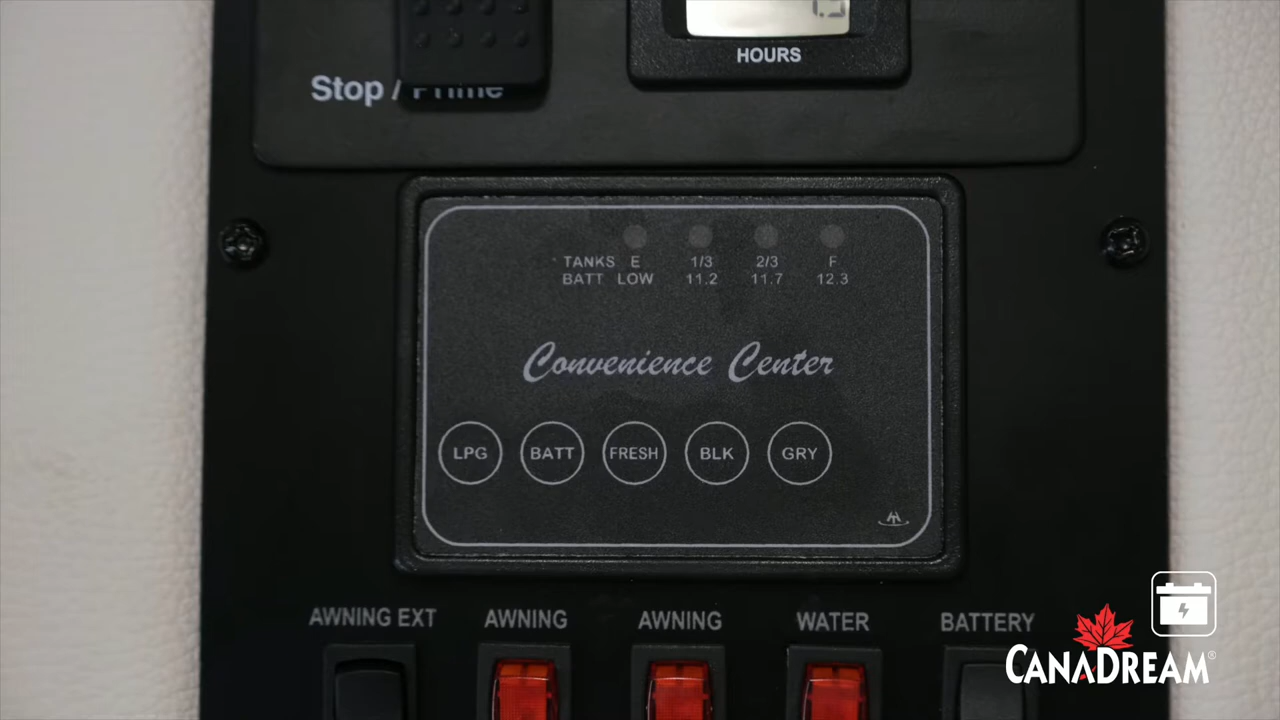 HOURS
Stop / Prime
TANKS E 1/3 2/3 F
BATT LOW 11.2 11.7 12.3
Convenience Center
LPG BATT FRESH BLK GRY
AWNING EXT AWNING AWNING WATER BATTERY
CANADREAM®